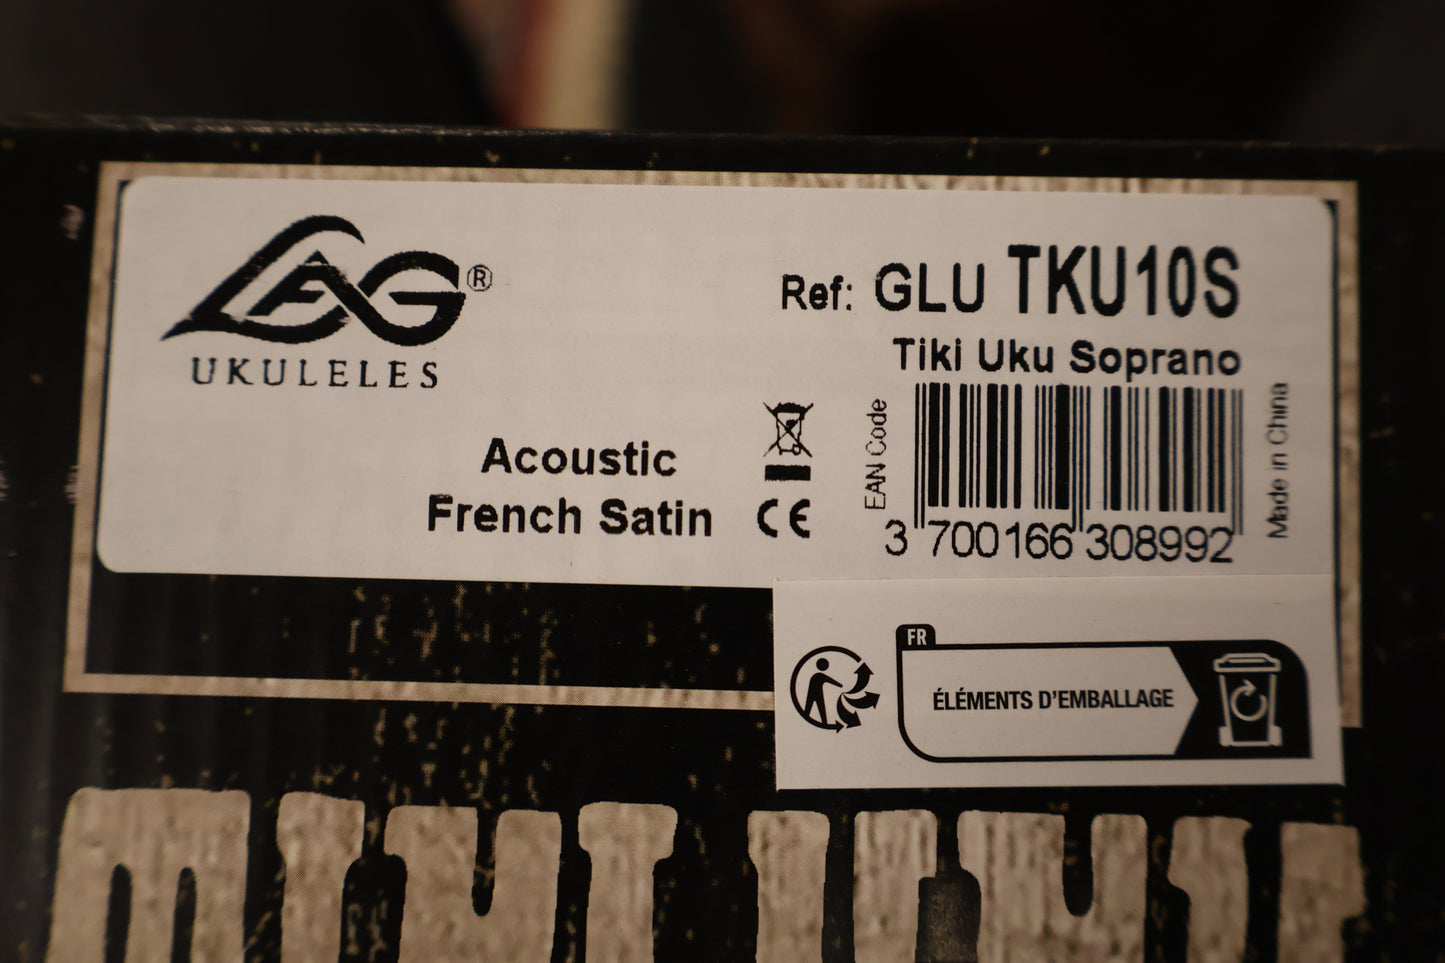 LAG®
UKULELES
Ref: GLU TKU10S
Tiki Uku Soprano
Acoustic
French Satin
CE
EAN Code
3 700166 308992
Made in China
FR
ÉLÉMENTS D'EMBALLAGE